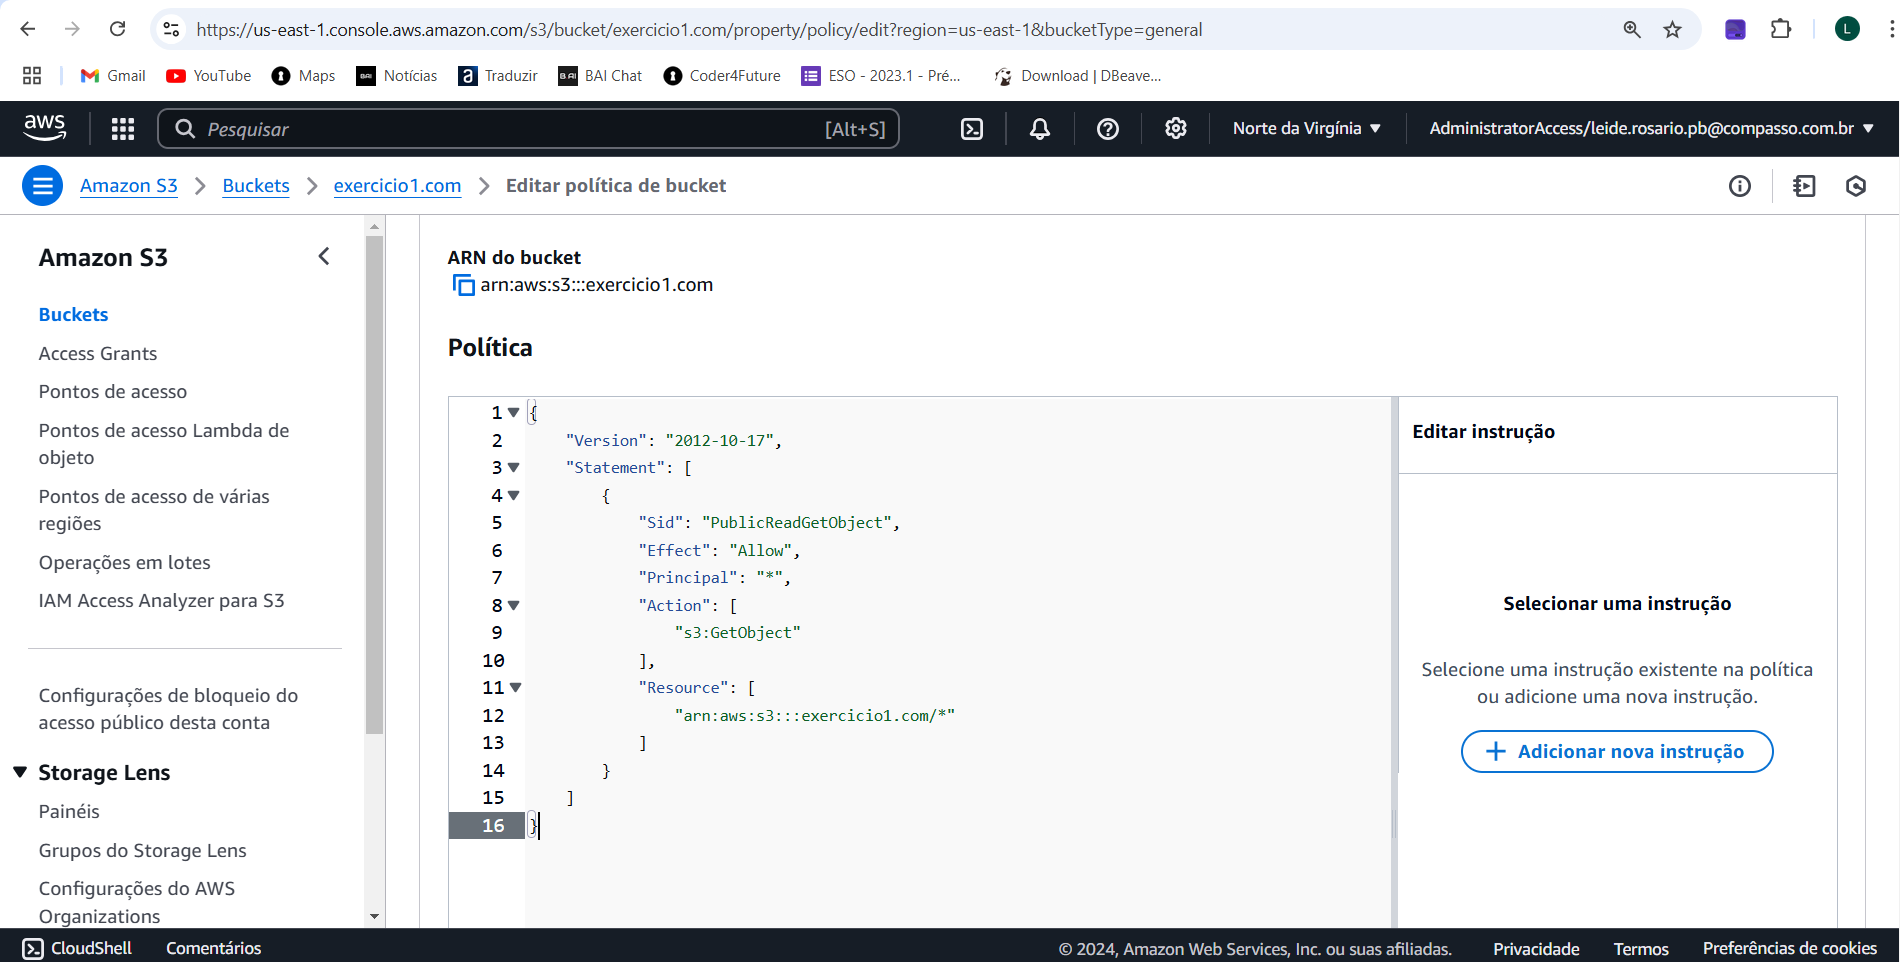 https://us-east-1.console.aws.amazon.com/s3/bucket/exercicio1.com/property/policy/edit?region=us-east-1&bucketType=general
L
Gmail YouTube Maps BAI Notícias a Traduzir B AI BAI Chat Coder4Future ESO - 2023.1 - Pré... Download | DBeave...
aws Pesquisar [Alt+S] Norte da Virgínia AdministratorAccess/leide.rosario.pb@compasso.com.br
Amazon S3 Buckets exercicio1.com Editar política de bucket
Amazon S3
Buckets
Access Grants
Pontos de acesso
Pontos de acesso Lambda de
objeto
Pontos de acesso de várias
regiões
Operações em lotes
IAM Access Analyzer para S3
Configurações de bloqueio do
acesso público desta conta
Storage Lens
Painéis
Grupos do Storage Lens
Configurações do AWS
Organizations
ARN do bucket
arn:aws:s3:::exercicio1.com
Política
1 {
2 "Version": "2012-10-17",
3 "Statement": [
4 {
5 "Sid": "PublicReadGetObject",
6 "Effect": "Allow",
7 "Principal": "*",
8 "Action": [
9 "s3:GetObject"
10 ],
11 "Resource": [
12 "arn:aws:s3:::exercicio1.com/*"
13 ]
14 }
15 ]
16 }
Editar instrução
Selecionar uma instrução
Selecione uma instrução existente na política
ou adicione uma nova instrução.
Adicionar nova instrução
CloudShell Comentários © 2024, Amazon Web Services, Inc. ou suas afiliadas. Privacidade Termos Preferências de cookies